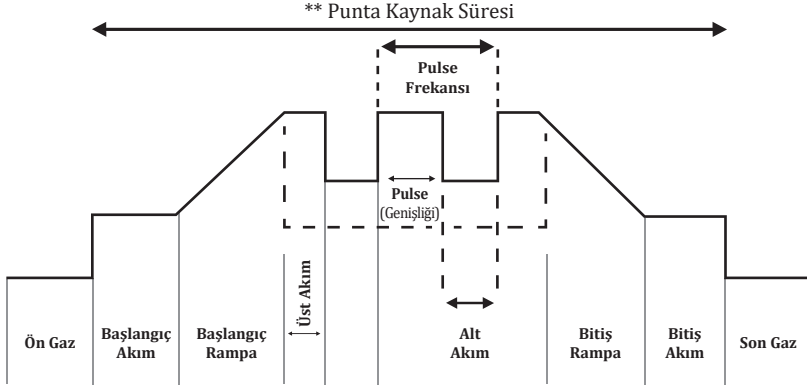 ** Punta Kaynak Süresi
Pulse
Frekansı
Pulse
(Genişliği)
Üst Akım
Ön Gaz
Başlangıç
Akım
Başlangıç
Rampa
Alt
Akım
Bitiş
Rampa
Bitiş
Akım
Son Gaz